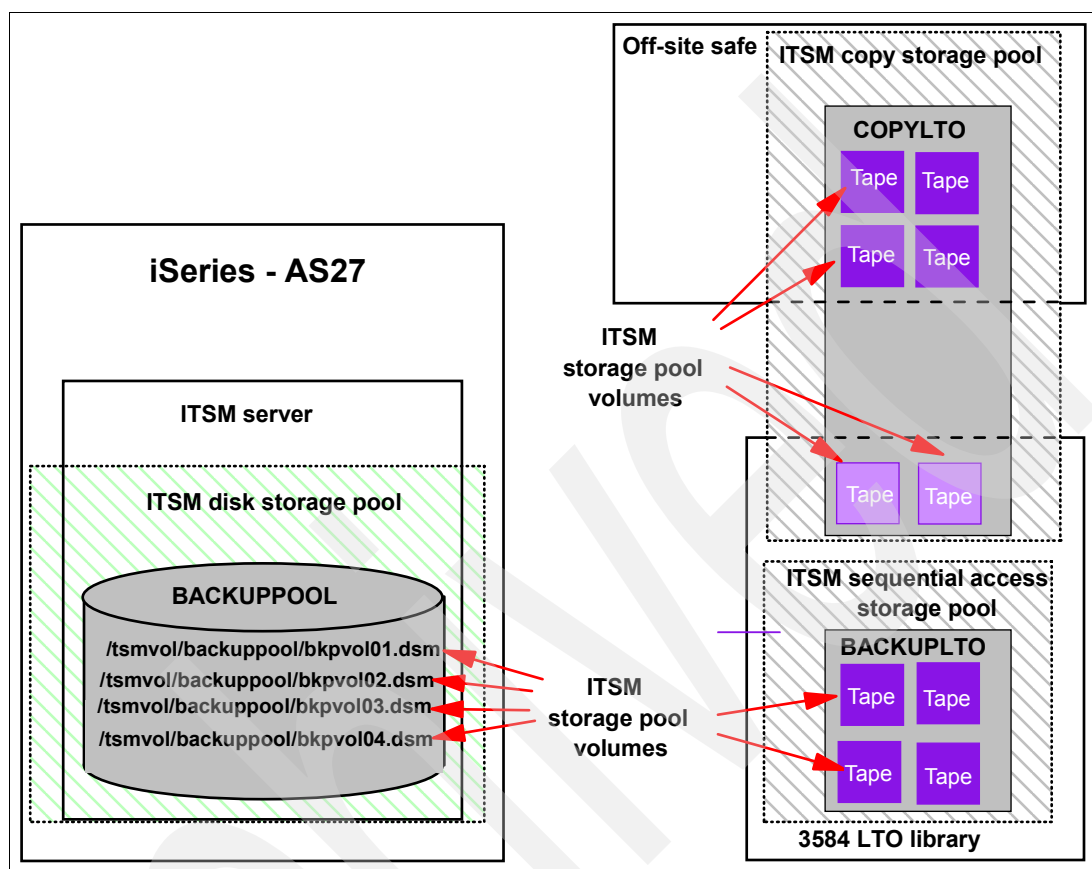 Off-site safe
ITSM copy storage pool
COPYLTO
Tape
Tape
Tape
Tape
iSeries - AS27
ITSM
storage pool
volumes
ITSM server
Tape
Tape
ITSM disk storage pool
ITSM sequential access
storage pool
BACKUPPOOL
BACKUPLTO
/tsmvol/backuppool/bkpvol01.dsm
/tsmvol/backuppool/bkpvol02.dsm
/tsmvol/backuppool/bkpvol03.dsm
/tsmvol/backuppool/bkpvol04.dsm
ITSM
storage pool
volumes
Tape
Tape
Tape
Tape
3584 LTO library